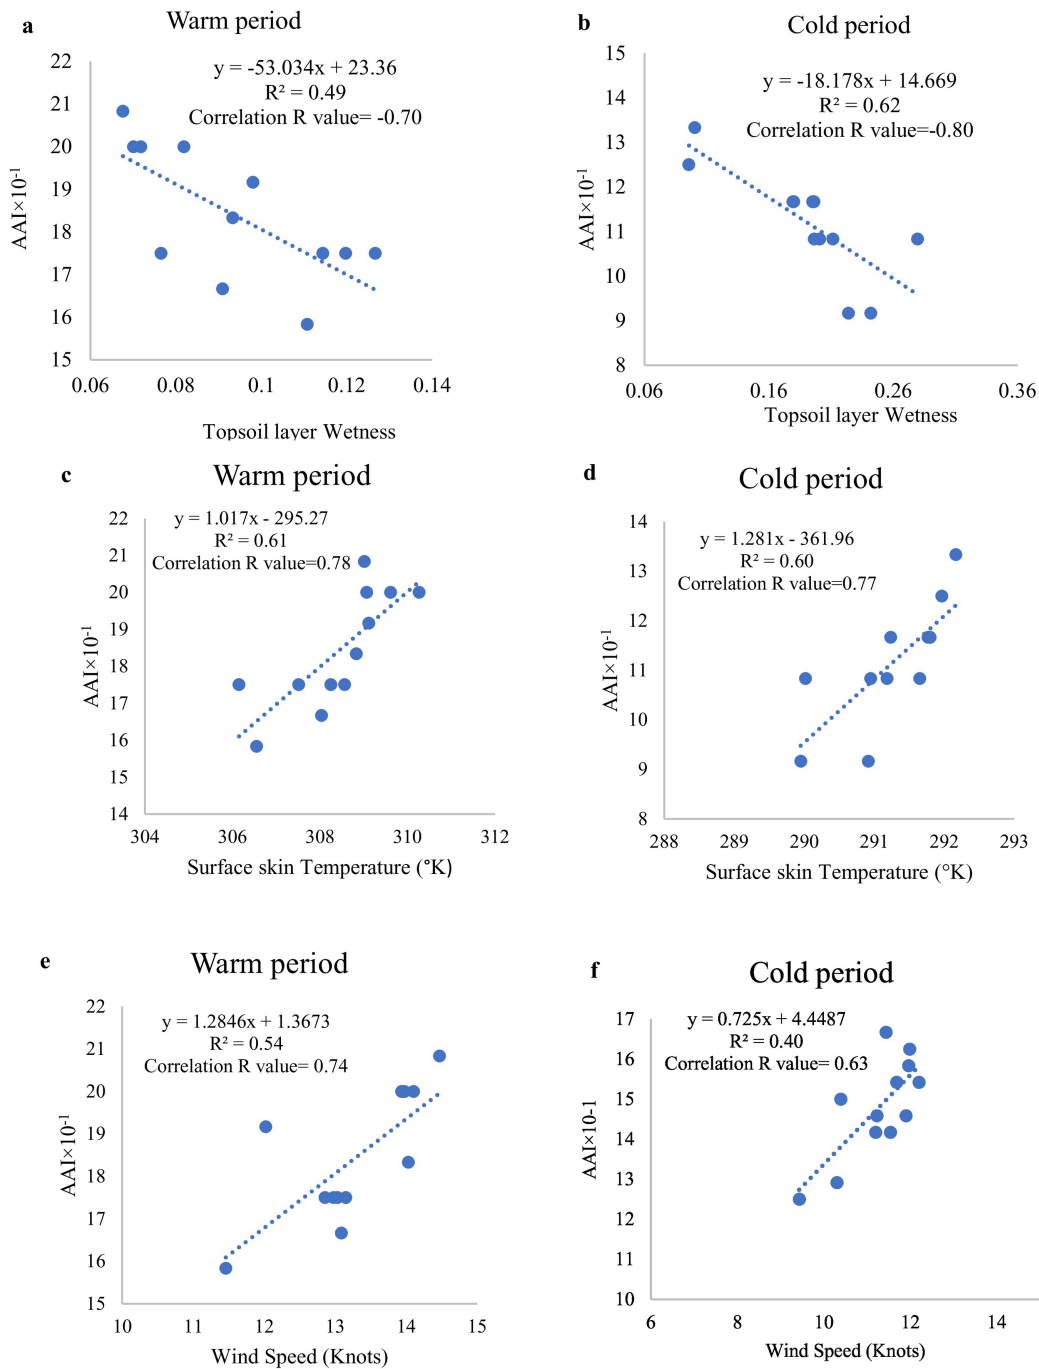 a
Warm period
y = -53.034x + 23.36
R² = 0.49
Correlation R value= -0.70
22
21
20
19
18
17
16
15
AAI×10⁻¹
0.06 0.08 0.1 0.12 0.14
Topsoil layer Wetness
b
Cold period
y = -18.178x + 14.669
R² = 0.62
Correlation R value=-0.80
15
14
13
12
11
10
9
8
AAI×10⁻¹
0.06 0.16 0.26 0.36
Topsoil layer Wetness
c
Warm period
y = 1.017x - 295.27
R² = 0.61
Correlation R value=0.78
22
21
20
19
18
17
16
15
14
AAI×10⁻¹
304 306 308 310 312
Surface skin Temperature (°K)
d
Cold period
y = 1.281x - 361.96
R² = 0.60
Correlation R value=0.77
14
13
12
11
10
9
8
AAI×10⁻¹
288 289 290 291 292 293
Surface skin Temperature (°K)
e
Warm period
y = 1.2846x + 1.3673
R² = 0.54
Correlation R value= 0.74
22
21
20
19
18
17
16
15
AAI×10⁻¹
10 11 12 13 14 15
Wind Speed (Knots)
f
Cold period
y = 0.725x + 4.4487
R² = 0.40
Correlation R value= 0.63
17
16
15
14
13
12
11
10
AAI×10-1
6 8 10 12 14
Wind Speed (Knots)